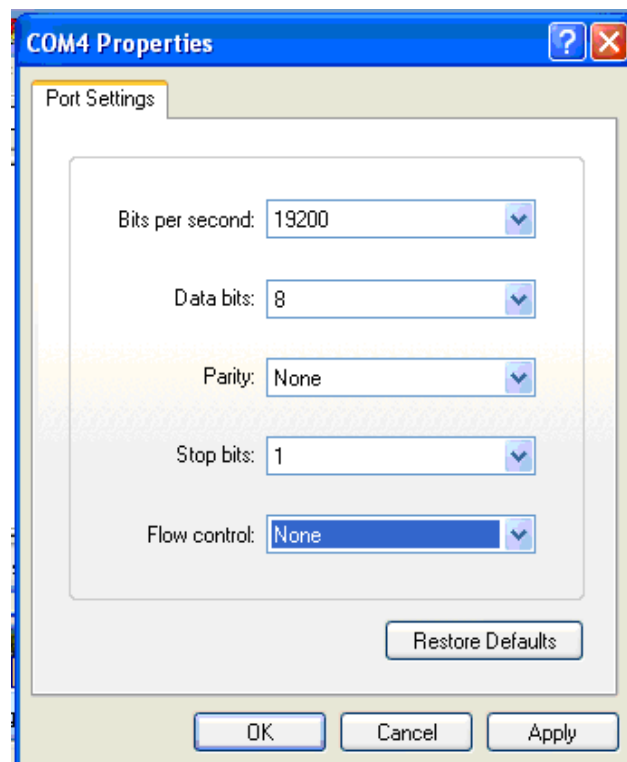 COM4 Properties
Port Settings
Bits per second: 19200
Data bits: 8
Parity: None
Stop bits: 1
Flow control: None
Restore Defaults
OK Cancel Apply